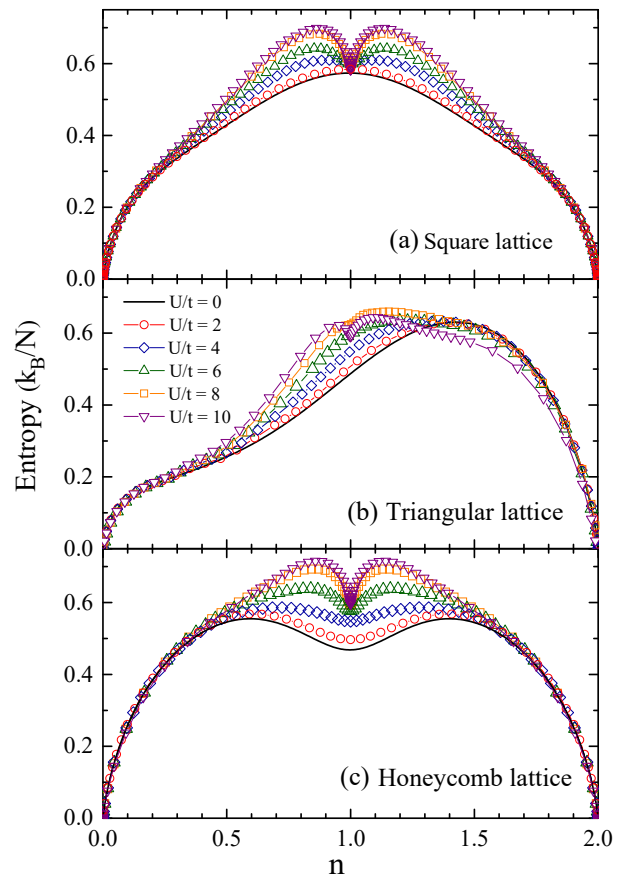 0.6
0.4
0.2
0.0
(a) Square lattice
Entropy (k_B/N)
0.6
0.4
0.2
0.0
U/t = 0
U/t = 2
U/t = 4
U/t = 6
U/t = 8
U/t = 10
(b) Triangular lattice
0.6
0.4
0.2
0.0
(c) Honeycomb lattice
0.0 0.5 1.0 1.5 2.0
n